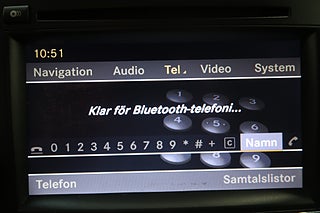 10:51
Navigation Audio Tel Video System
Klar för Bluetooth-telefoni...
0 1 2 3 4 5 6 7 8 9 * # + C Namn
Telefon Samtalslistor